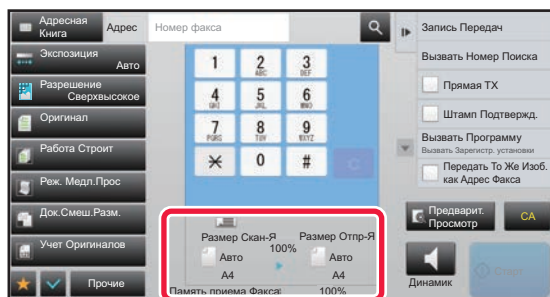 Адресная
Книга
Адрес
Номер факса
Экспозиция
Авто
Разрешение
Сверхвысокое
Оригинал
Работа Строит
Реж. Медл.Прос
Док.Смеш.Разм.
Учет Оригиналов
Прочие
1 2 3
ABC DEF
4 5 6
GHI JKL MNO
7 8 9
PQRS TUV WXYZ
0 #
C
Размер Скан-Я
Размер Отпр-Я
100%
Авто
Авто
A4
A4
Память приема Факса:
100%
Запись Передач
Вызвать Номер Поиска
Прямая TX
Штамп Подтвержд.
Вызвать Программу
Вызвать Зарегистр. установки
Передать То Же Изоб.
как Адрес Факса
Предварит.
Просмотр
CA
Динамик
Старт